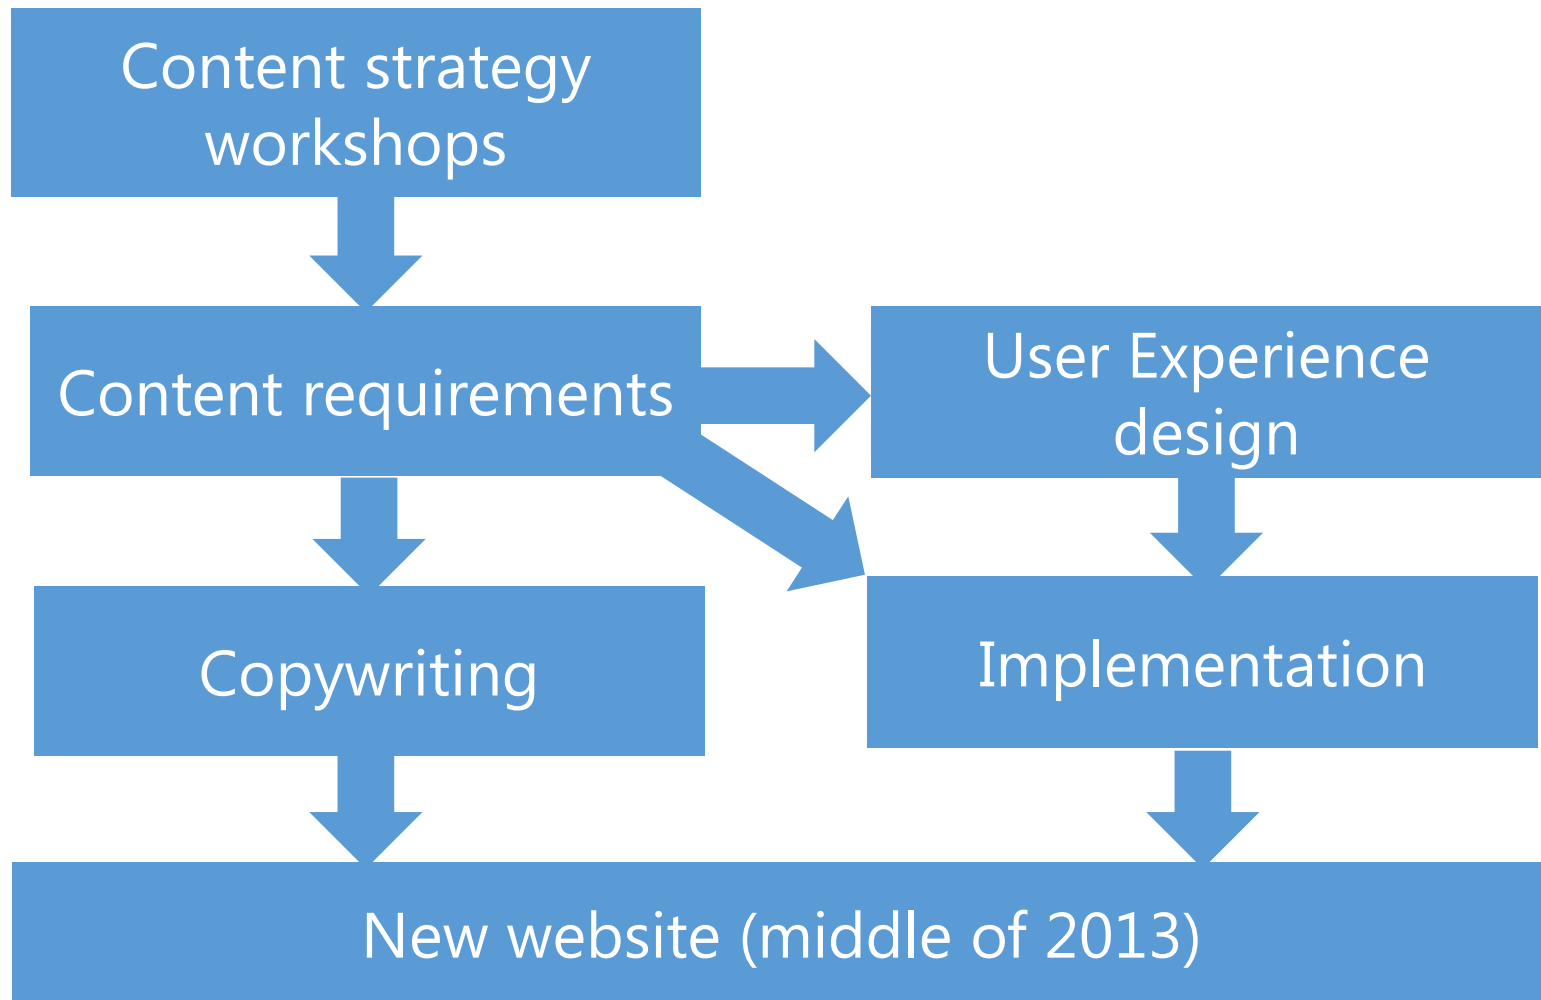 Content strategy
workshops
Content requirements
User Experience
design
Copywriting
Implementation
New website (middle of 2013)